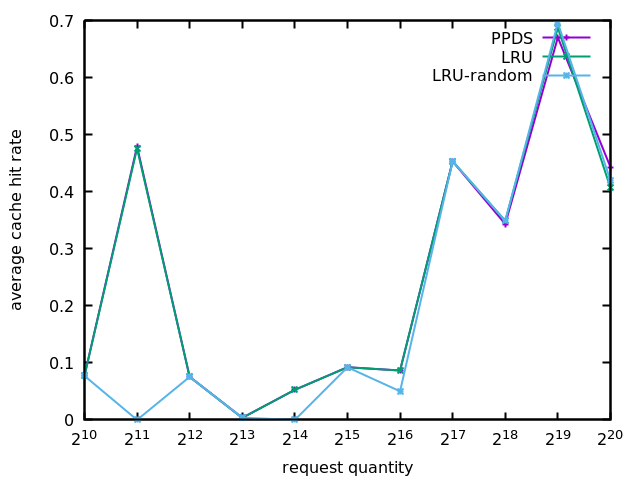 0.7
0.6
0.5
0.4
0.3
0.2
0.1
0
average cache hit rate
PPDS
LRU
LRU-random
2^10 2^11 2^12 2^13 2^14 2^15 2^16 2^17 2^18 2^19 2^20
request quantity